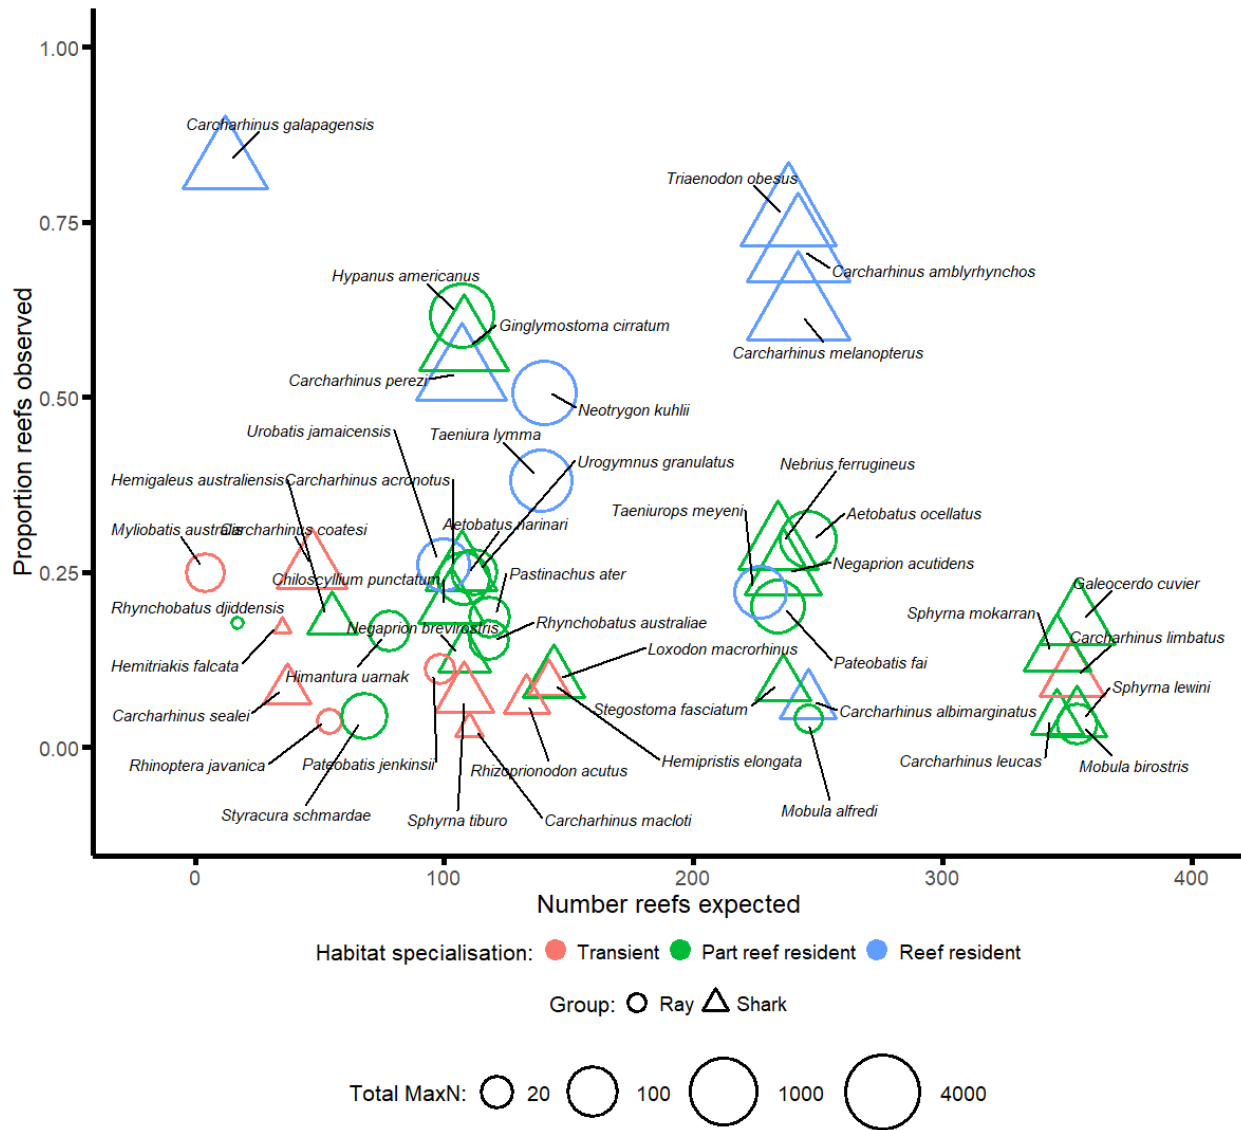 1.00
Carcharhinus galapagensis
Triaenodon obesus
0.75
Carcharhinus amblyrhynchos
Hypanus americanus
Ginglymostoma cirratum
Carcharhinus melanopterus
Carcharhinus perezi
0.50
Neotrygon kuhlii
Urobatis jamaicensis
Taeniura lymma
Urogymnus granulatus
Nebrius ferrugineus
Hemigaleus australiensis
Carcharhinus acronotus
Taeniurops meyeni
Aetobatus ocellatus
Myliobatis australis
Carcharhinus coatesi
Aetobatus narinari
Negaprion acutidens
0.25
Chiloscyllium punctatum
Pastinachus ater
Galeocerdo cuvier
Rhynchobatus djiddensis
Negaprion brevirostris
Rhynchobatus australiae
Sphyrna mokarran
Carcharhinus limbatus
Loxodon macrorhinus
Hemitriakis falcata
Himantura uarnak
Pateobatis fai
Sphyrna lewini
Carcharhinus sealei
Stegostoma fasciatum
Carcharhinus albimarginatus
0.00
Rhinoptera javanica
Pateobatis jenkinsii
Rhizoprionodon acutus
Hemipristis elongata
Carcharhinus leucas
Mobula birostris
Styracura schmardae
Sphyrna tiburo
Carcharhinus macloti
Mobula alfredi
Proportion reefs observed
0 100 200 300 400
Number reefs expected
Habitat specialisation: Transient Part reef resident Reef resident
Group: Ray Shark
Total MaxN: 20 100 1000 4000